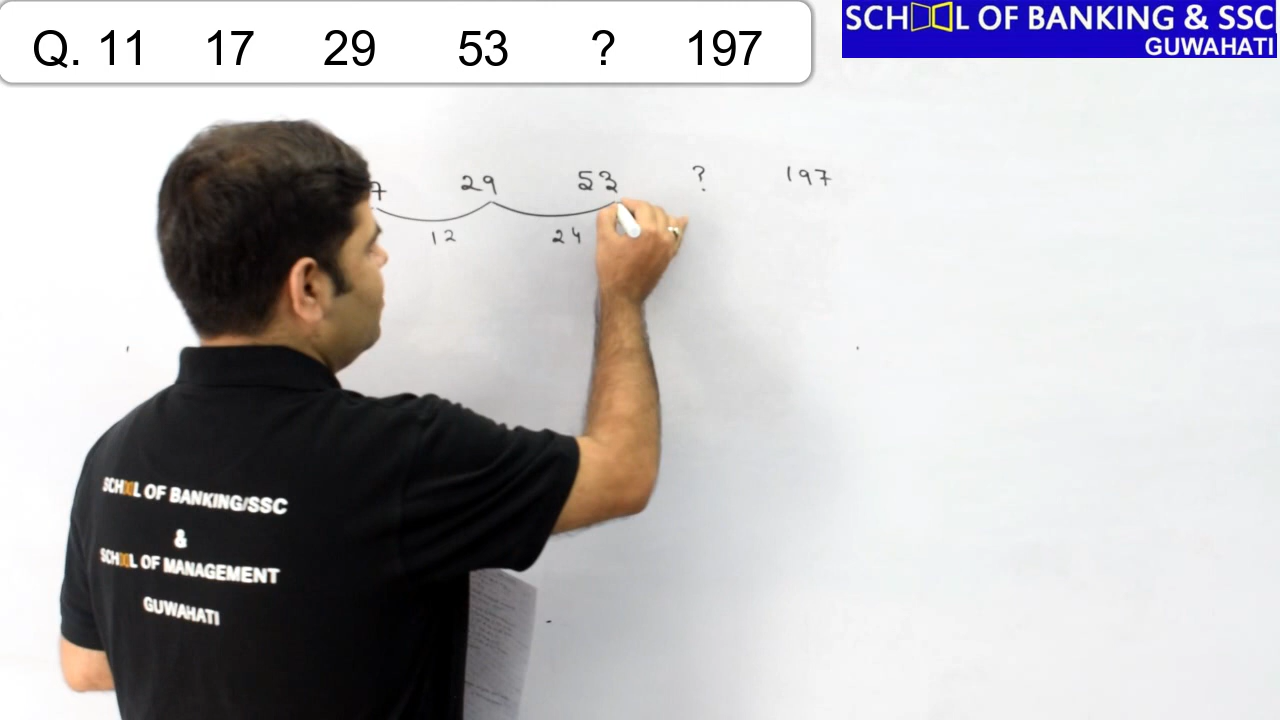 Q. 11 17 29 53 ? 197
SCHOOL OF BANKING & SSC
GUWAHATI
7 29 53 ? 197
12 24
SCHOOL OF BANKING/SSC
&
SCHOOL OF MANAGEMENT
GUWAHATI